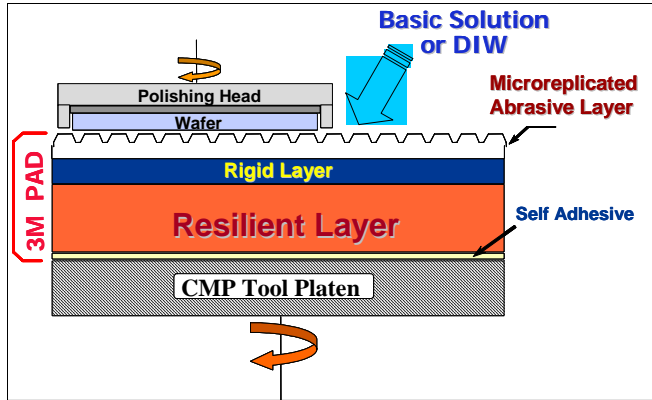 Basic Solution
or DIW
Microreplicated
Abrasive Layer
Polishing Head
Wafer
3M PAD
Rigid Layer
Resilient Layer
Self Adhesive
CMP Tool Platen